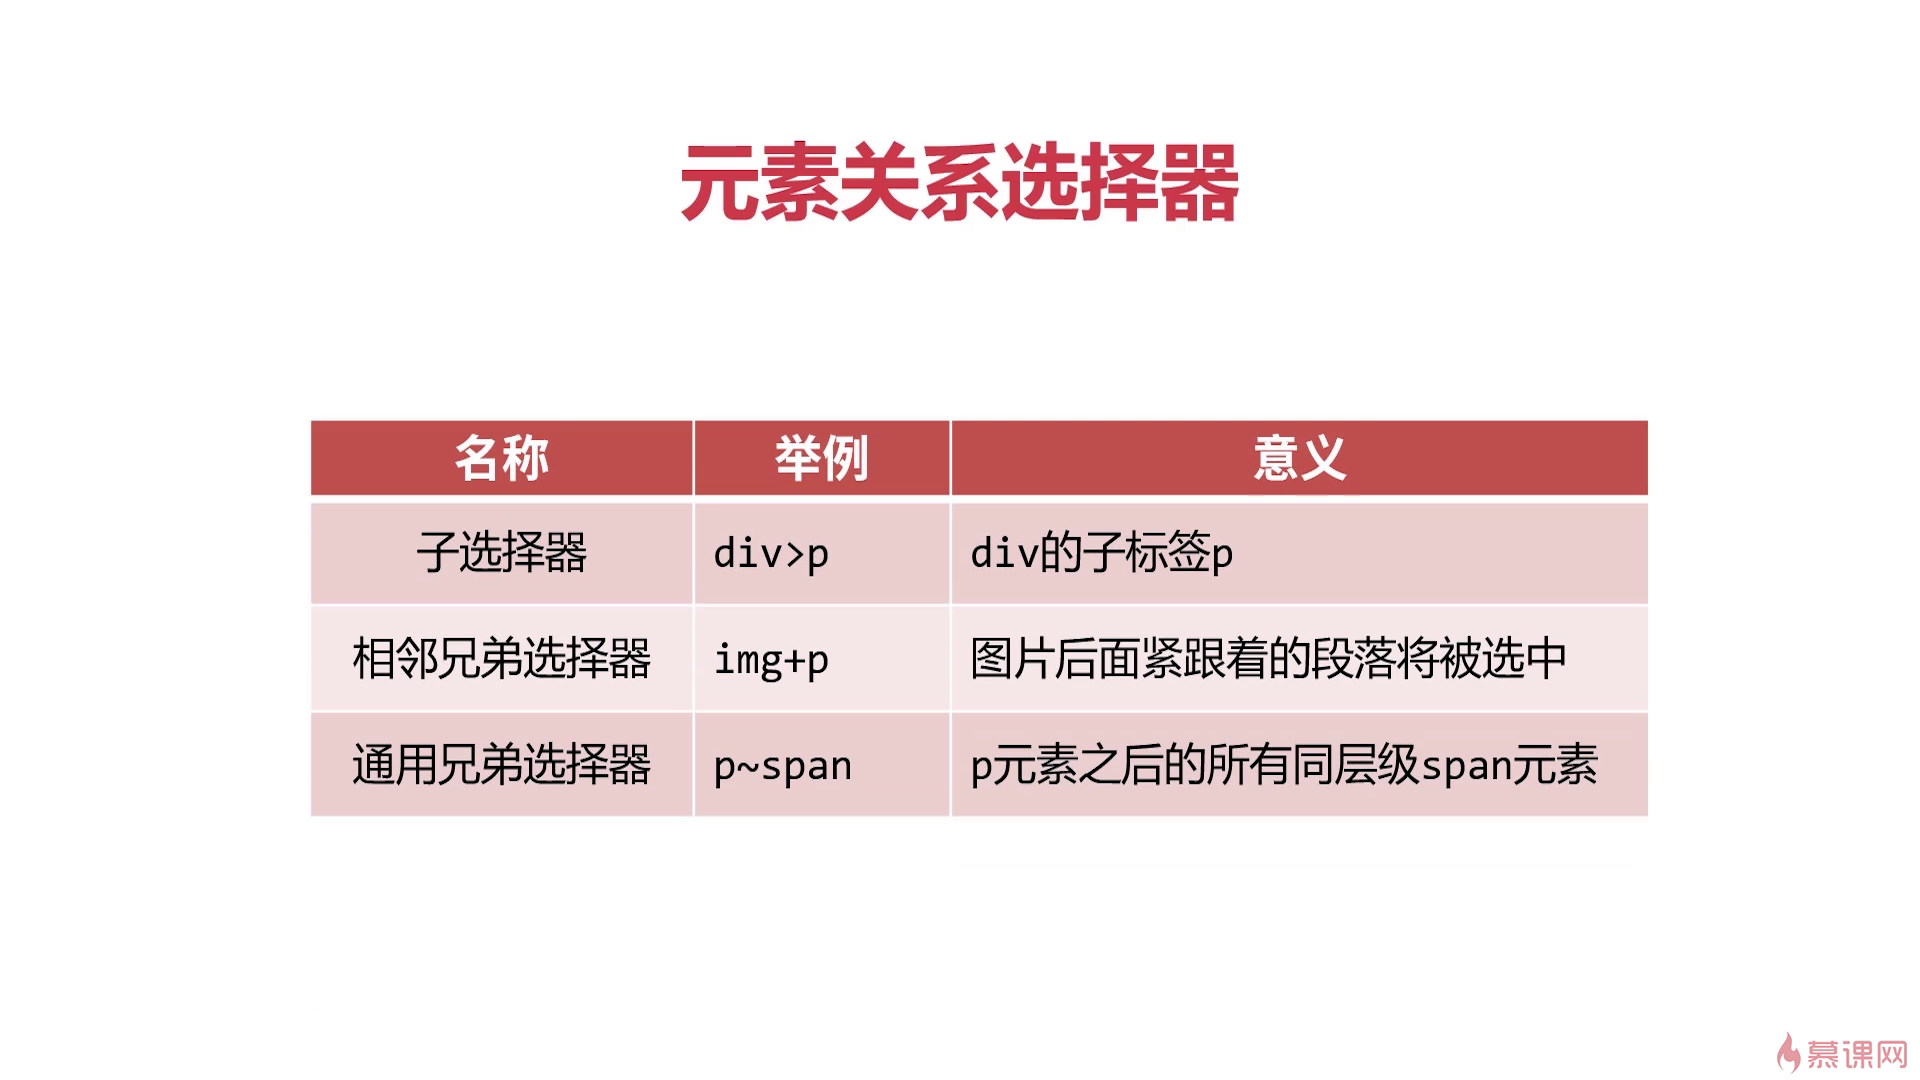 元素关系选择器
名称 举例 意义
子选择器 div>p div的子标签p
相邻兄弟选择器 img+p 图片后面紧跟着的段落将被选中
通用兄弟选择器 p~span p元素之后的所有同层级span元素
慕课网